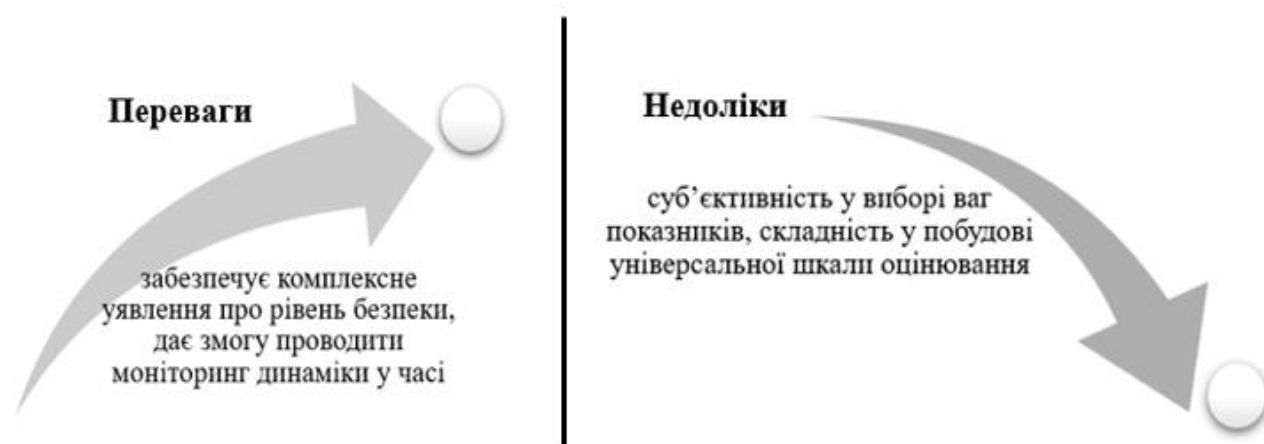 Переваги
забезпечує комплексне
уявлення про рівень безпеки,
дає змогу проводити
моніторинг динаміки у часі
Недоліки
суб’єктивність у виборі ваг
показників, складність у побудові
універсальної шкали оцінювання